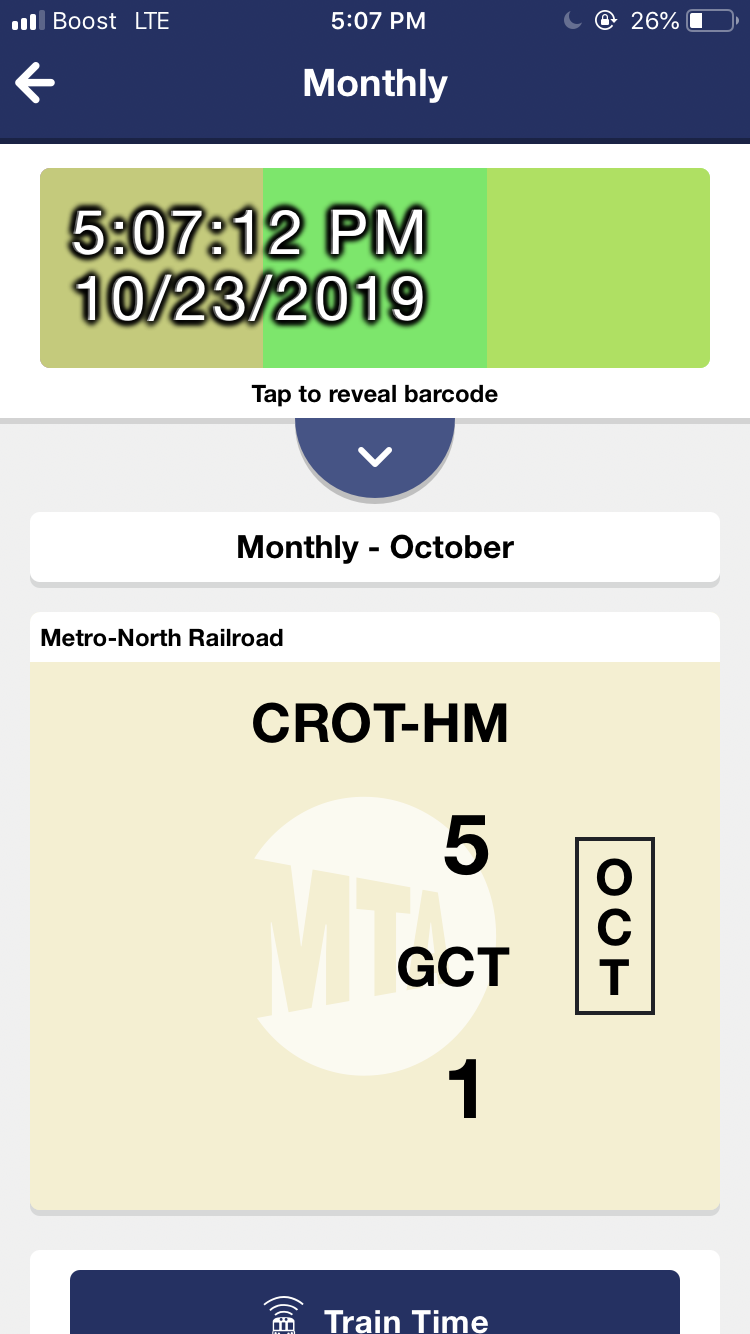 Boost LTE 5:07 PM 26%
Monthly
5:07:12 PM
10/23/2019
Tap to reveal barcode
Monthly - October
Metro-North Railroad
CROT-HM
5
MTA
GCT
O
C
T
1
Train Time